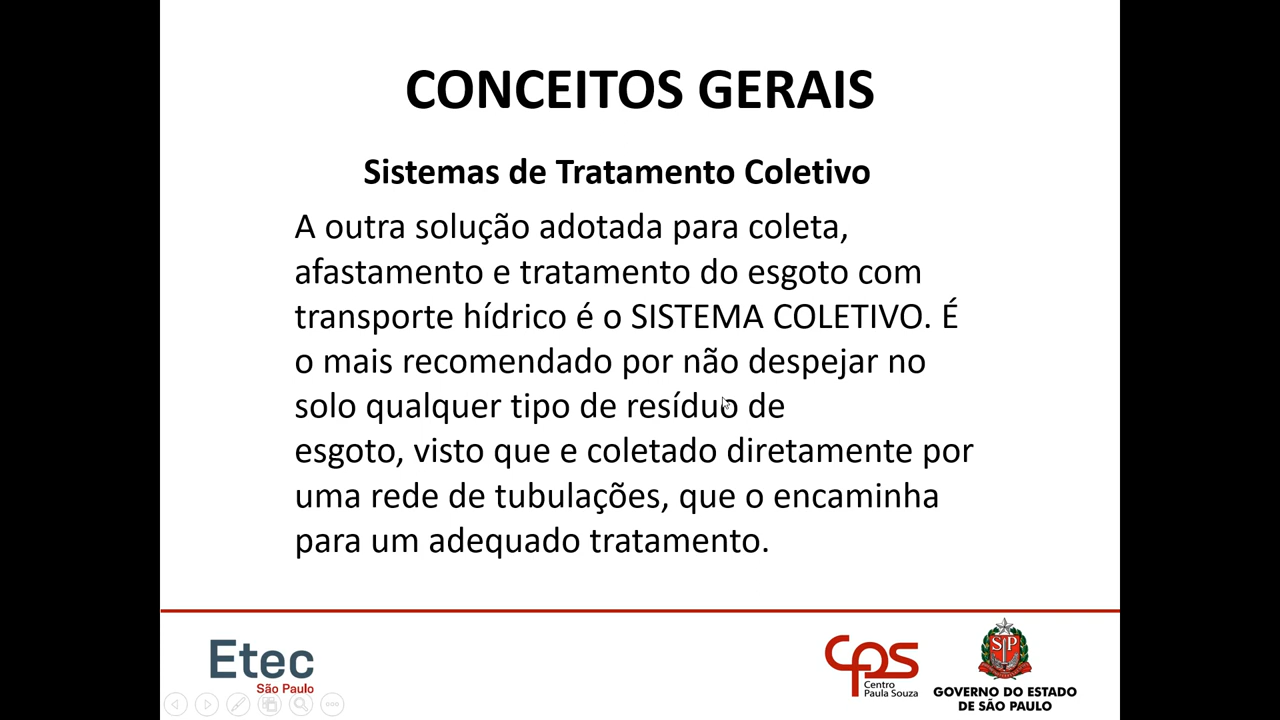 CONCEITOS GERAIS
Sistemas de Tratamento Coletivo
A outra solução adotada para coleta,
afastamento e tratamento do esgoto com
transporte hídrico é o SISTEMA COLETIVO. É
o mais recomendado por não despejar no
solo qualquer tipo de resíduo de
esgoto, visto que e coletado diretamente por
uma rede de tubulações, que o encaminha
para um adequado tratamento.
Etec
São Paulo
cps
Centro
Paula Souza
SP
GOVERNO DO ESTADO
DE SÃO PAULO